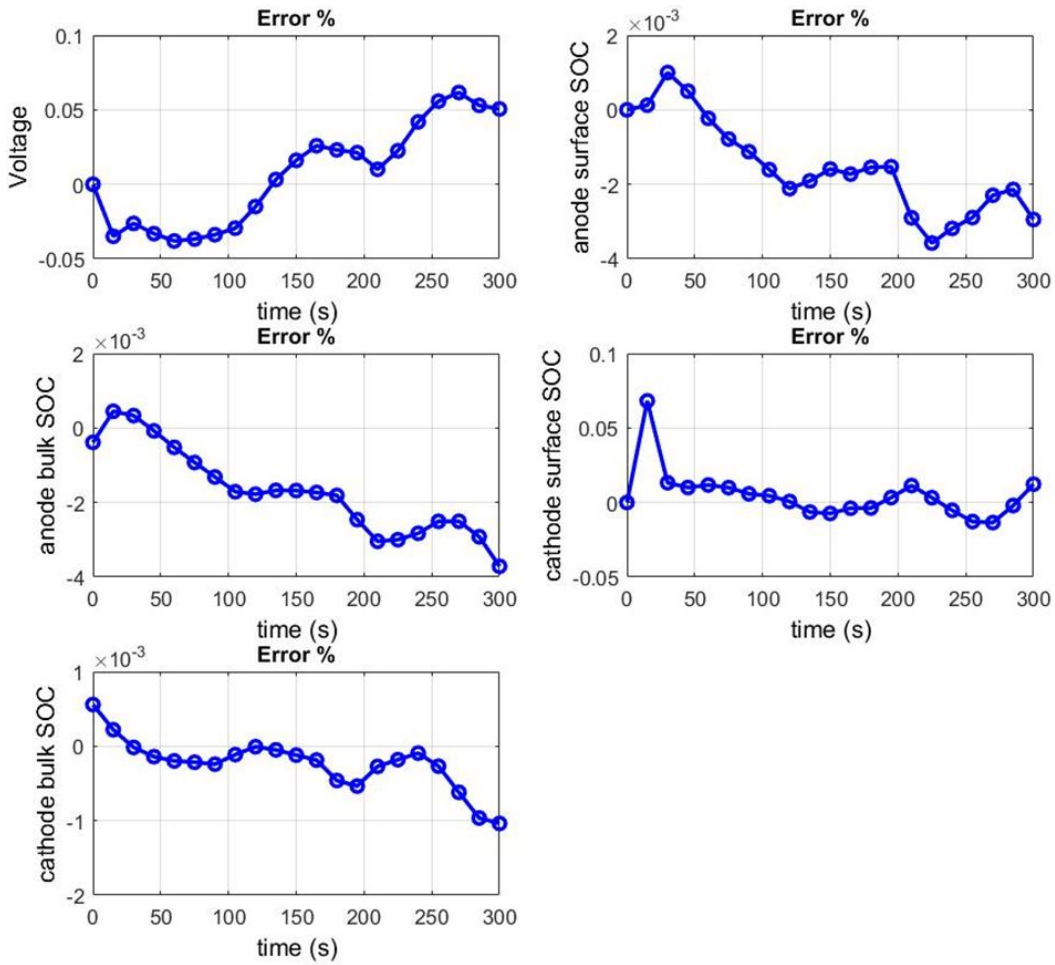 Error %
0.1
0.05
0
-0.05
Voltage
0 50 100 150 200 250 300
time (s)
×10-3
Error %
2
0
-2
-4
anode surface SOC
0 50 100 150 200 250 300
time (s)
×10-3
Error %
2
0
-2
-4
anode bulk SOC
0 50 100 150 200 250 300
time (s)
Error %
0.1
0.05
0
-0.05
cathode surface SOC
0 50 100 150 200 250 300
time (s)
×10-3
Error %
1
0
-1
-2
cathode bulk SOC
0 50 100 150 200 250 300
time (s)